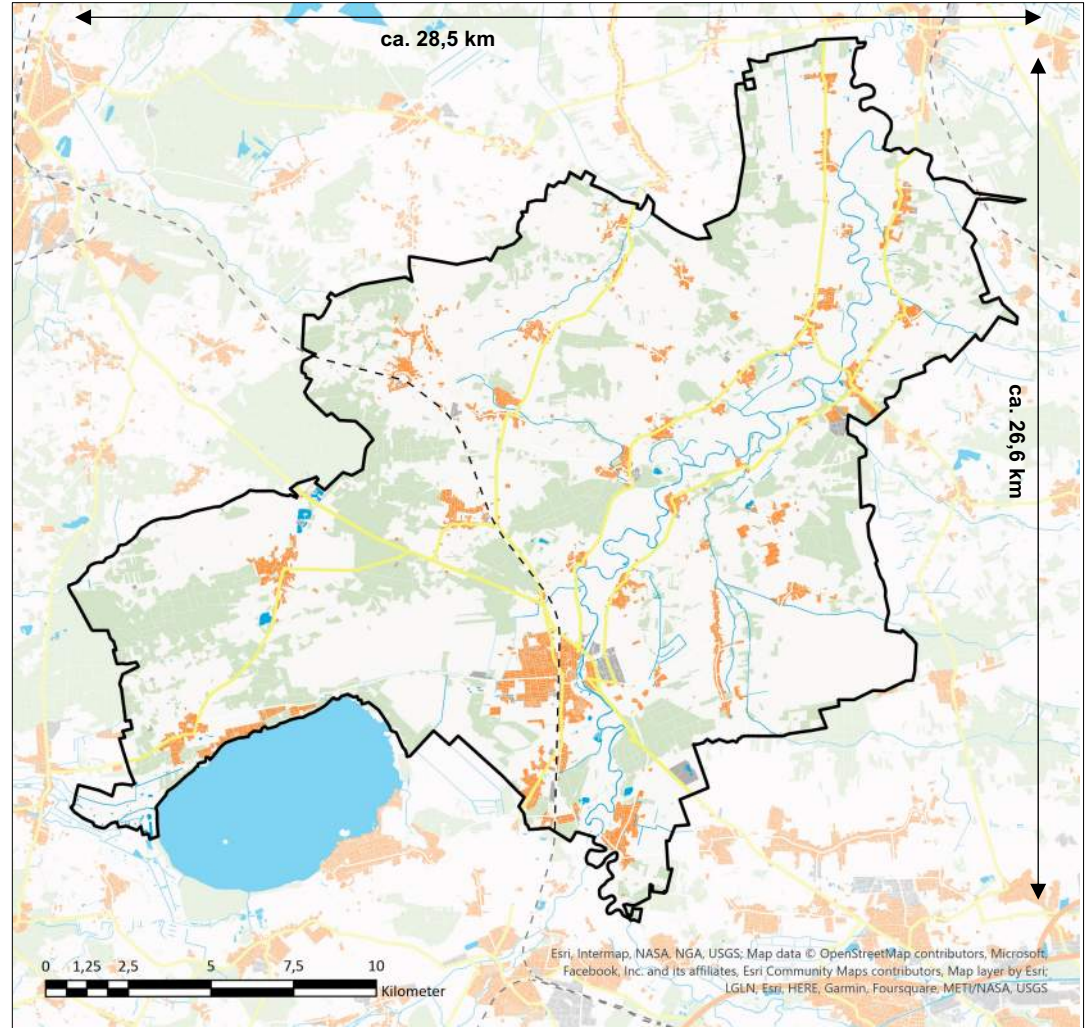 ca. 28,5 km
ca. 26,6 km
0 1,25 2,5 5 7,5 10
Kilometer
Esri, Intermap, NASA, NGA, USGS; Map data © OpenStreetMap contributors, Microsoft,
Facebook, Inc. and its affiliates, Esri Community Maps contributors, Map layer by Esri;
LGLN, Esri, HERE, Garmin, Foursquare, METI/NASA, USGS